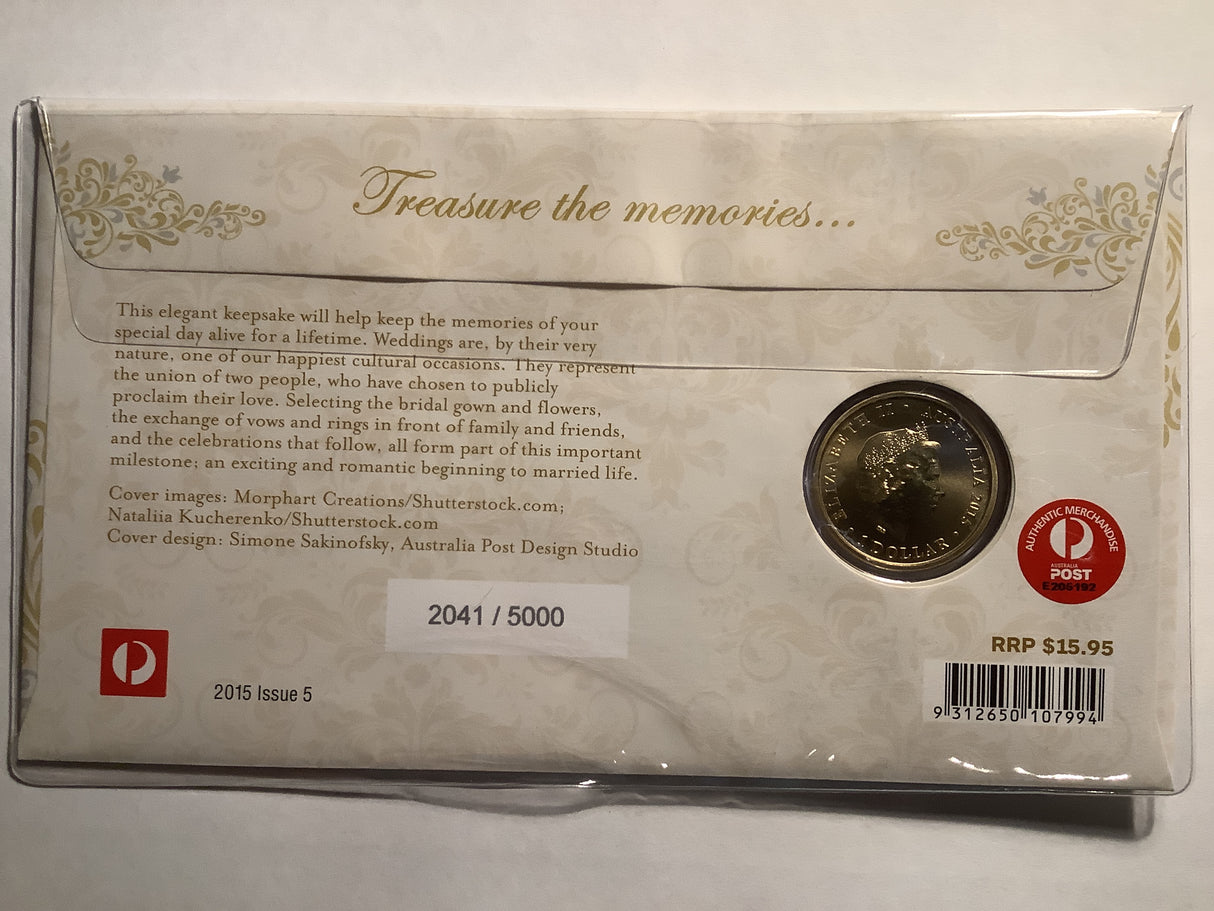 Treasure the memories...
This elegant keepsake will help keep the memories of your
special day alive for a lifetime. Weddings are, by their very
nature, one of our happiest cultural occasions. They represent
the union of two people, who have chosen to publicly
proclaim their love. Selecting the bridal gown and flowers,
the exchange of vows and rings in front of family and friends,
and the celebrations that follow, all form part of this important
milestone; an exciting and romantic beginning to married life.
Cover images: Morphart Creations/Shutterstock.com;
Nataliia Kucherenko/Shutterstock.com
Cover design: Simone Sakinofsky, Australia Post Design Studio
ELIZABETH II • AUSTRALIA 2015
1 DOLLAR
AUTHENTIC MERCHANDISE
AUSTRALIA
POST
E206192
2041 / 5000
RRP $15.95
2015 Issue 5
9 312650 107994